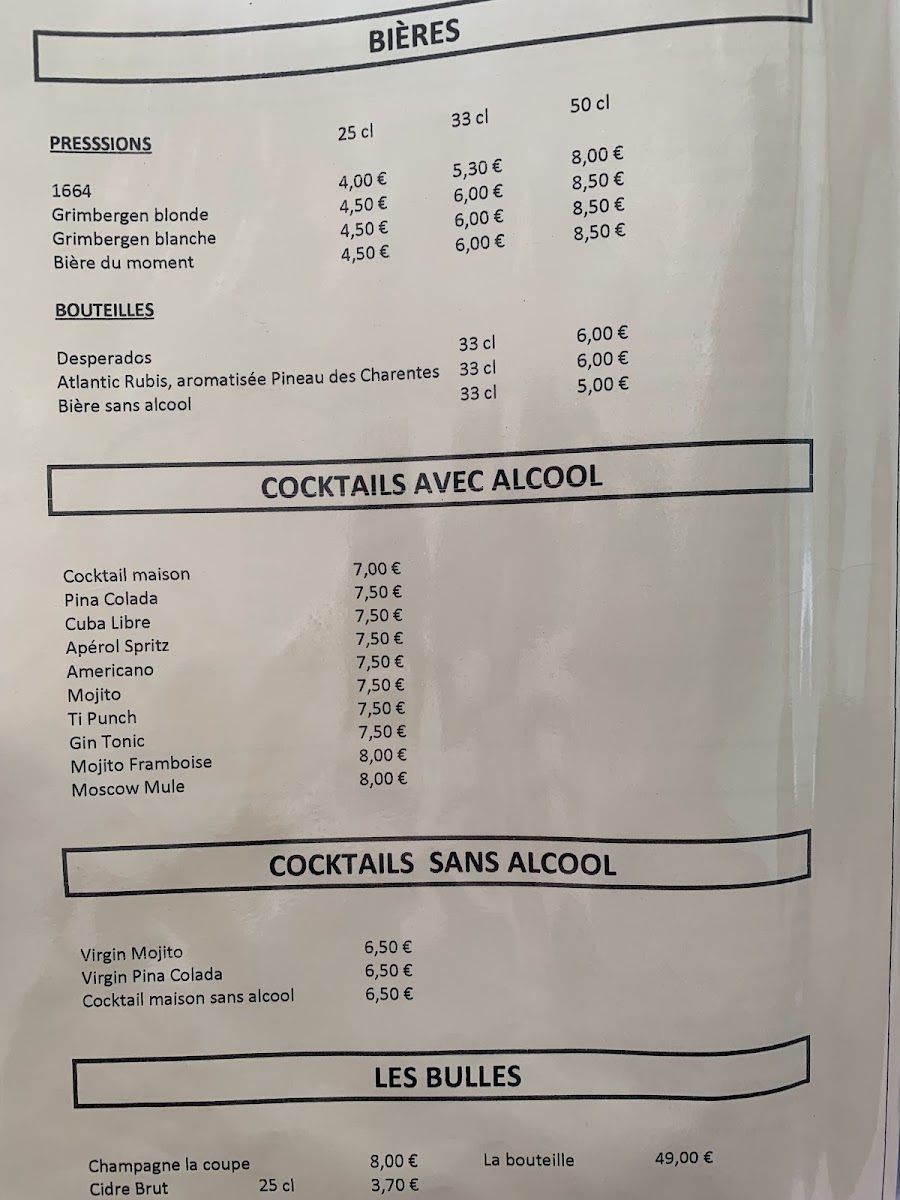 BIÈRES
PRESSSIONS 25 cl 33 cl 50 cl
1664 4,00 € 5,30 € 8,00 €
Grimbergen blonde 4,50 € 6,00 € 8,50 €
Grimbergen blanche 4,50 € 6,00 € 8,50 €
Bière du moment 4,50 € 6,00 € 8,50 €
BOUTEILLES
Desperados 33 cl 6,00 €
Atlantic Rubis, aromatisée Pineau des Charentes 33 cl 6,00 €
Bière sans alcool 33 cl 5,00 €
COCKTAILS AVEC ALCOOL
Cocktail maison 7,00 €
Pina Colada 7,50 €
Cuba Libre 7,50 €
Apérol Spritz 7,50 €
Americano 7,50 €
Mojito 7,50 €
Ti Punch 7,50 €
Gin Tonic 7,50 €
Mojito Framboise 8,00 €
Moscow Mule 8,00 €
COCKTAILS SANS ALCOOL
Virgin Mojito 6,50 €
Virgin Pina Colada 6,50 €
Cocktail maison sans alcool 6,50 €
LES BULLES
Champagne la coupe 8,00 € La bouteille 49,00 €
Cidre Brut 25 cl 3,70 €